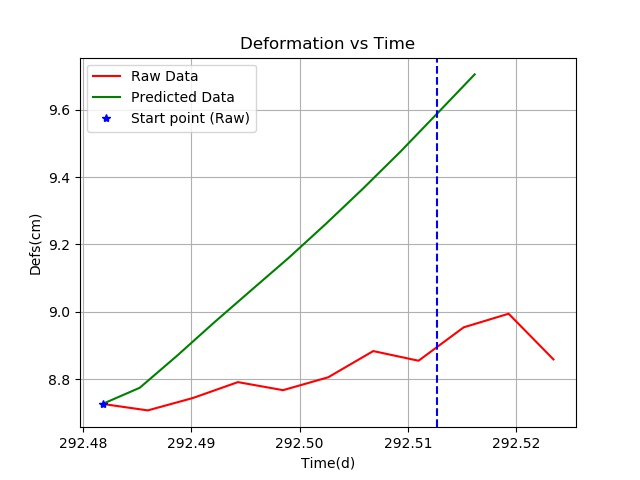 Deformation vs Time
Raw Data
Predicted Data
Start point (Raw)
Defs(cm)
9.6
9.4
9.2
9.0
8.8
292.48 292.49 292.50 292.51 292.52
Time(d)